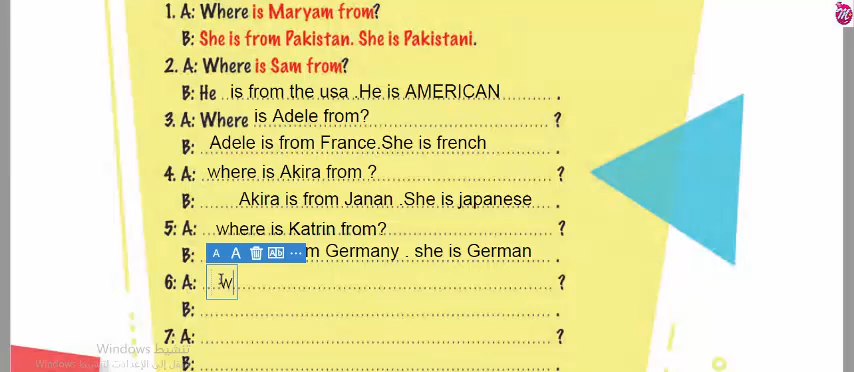 1. A: Where is Maryam from?
B: She is from Pakistan. She is Pakistani.
2. A: Where is Sam from?
B: He is from the usa .He is AMERICAN .
3. A: Where is Adele from? ?
B: Adele is from France.She is french .
4. A: where is Akira from ? ?
B: Akira is from Janan .She is japanese .
5: A: where is Katrin from? ?
B: m Germany . she is German .
6: A: w ?
B: .
7: A: ?
B: .
تنشيط Windows